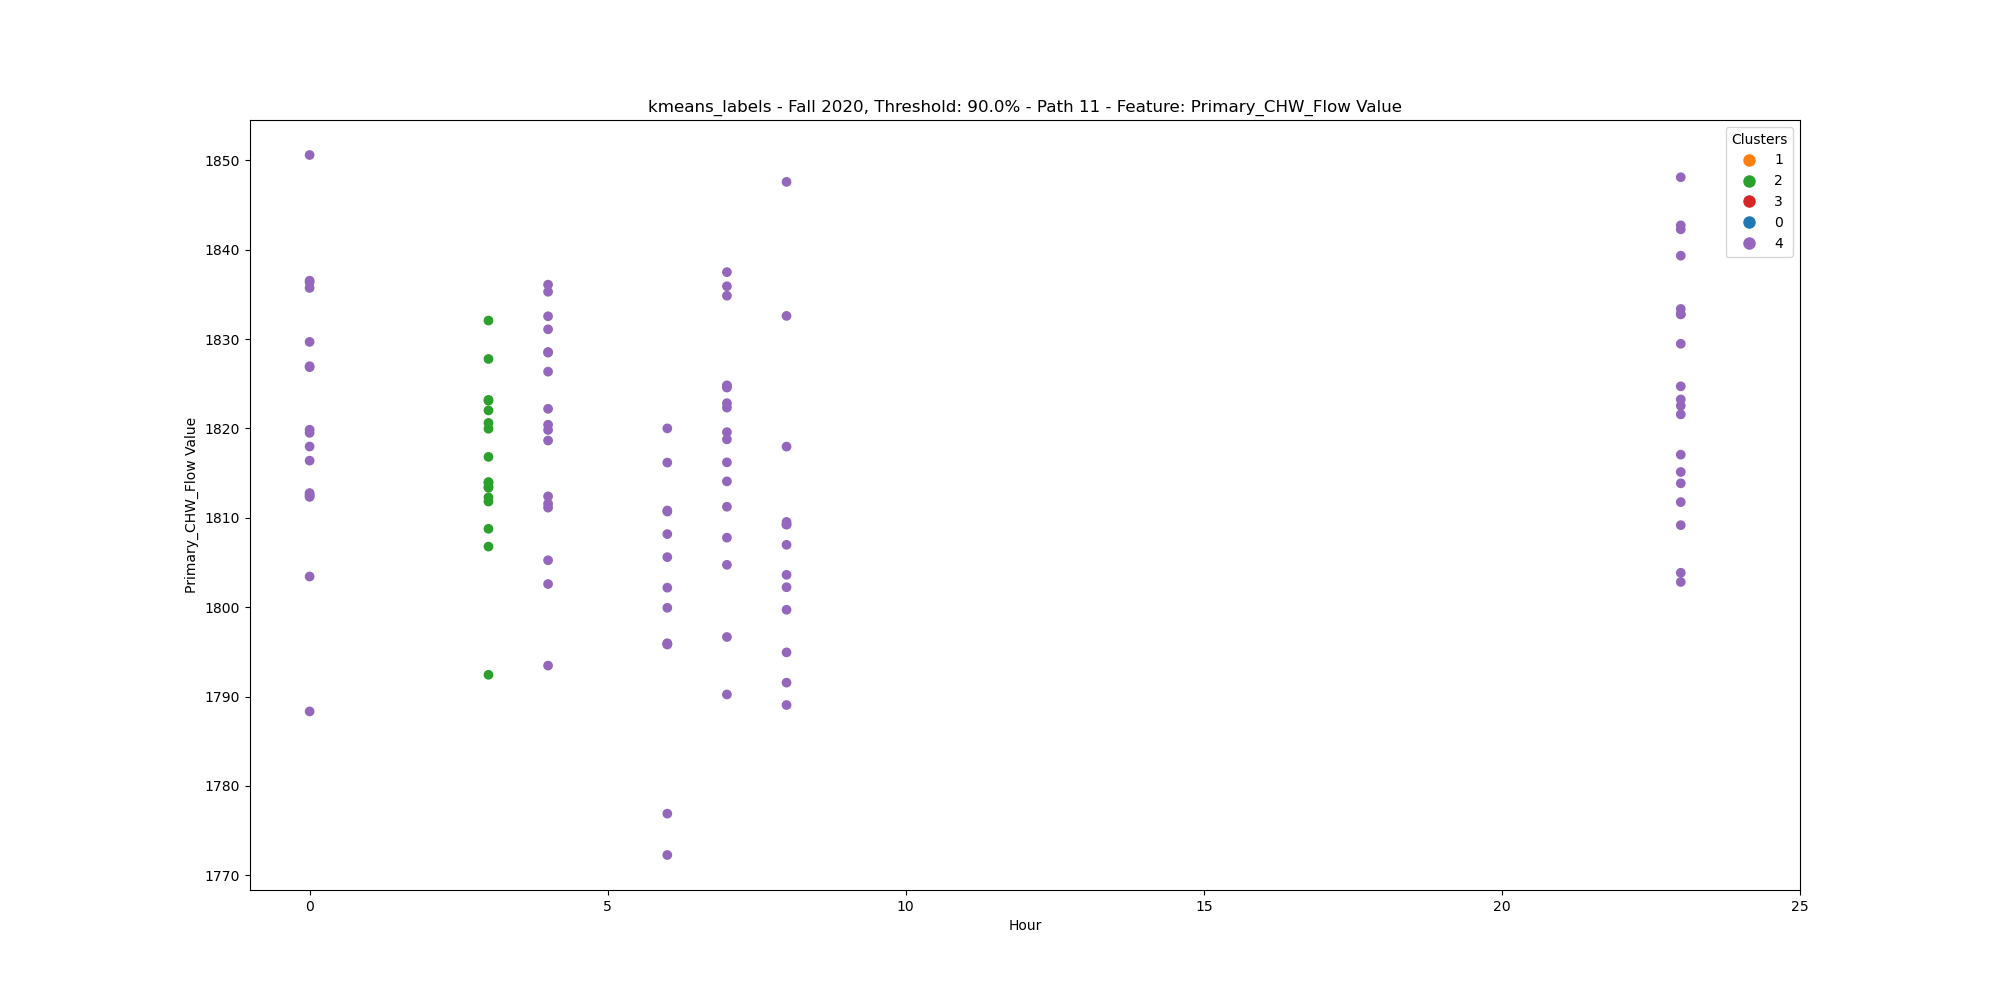 kmeans_labels - Fall 2020, Threshold: 90.0% - Path 11 - Feature: Primary_CHW_Flow Value
Clusters
1
2
3
0
4
1850
1840
1830
1820
1810
1800
1790
1780
1770
Primary_CHW_Flow Value
0 5 10 15 20 25
Hour